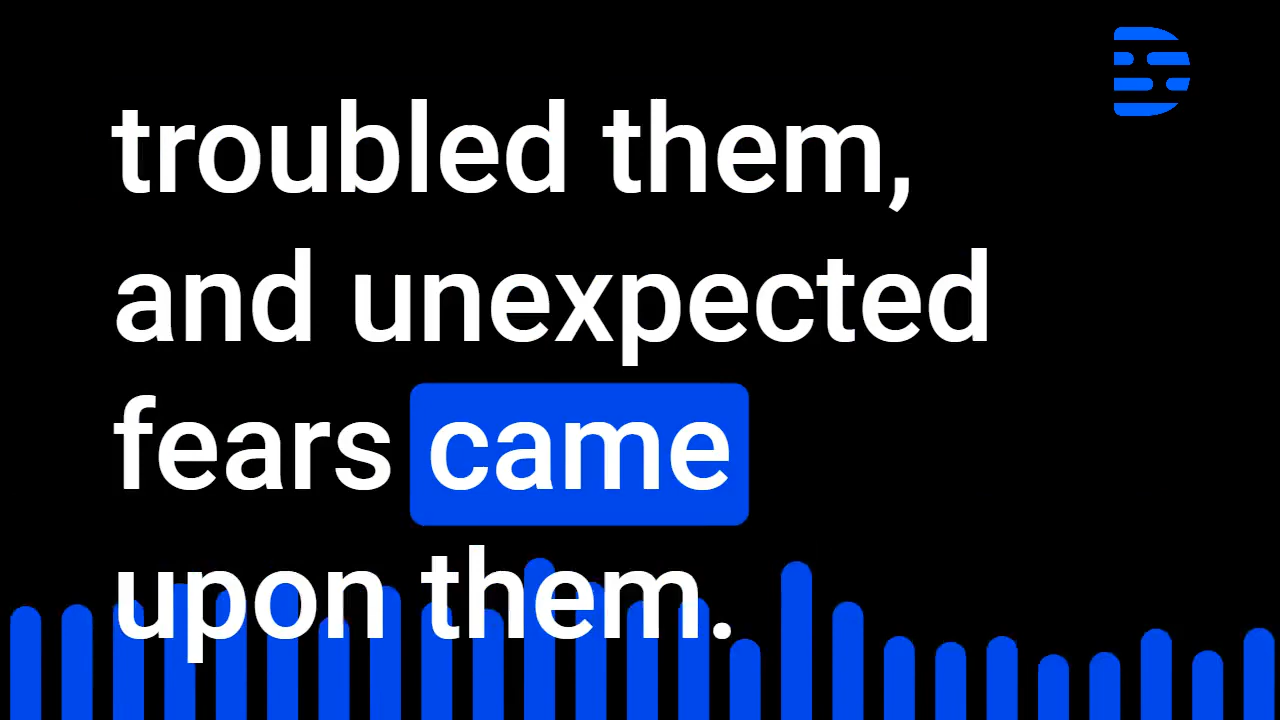 troubled them,
and unexpected
fears came
upon them.